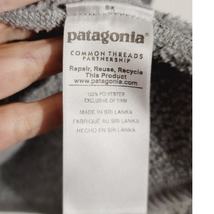 patagonia®
COMMON THREADS
PARTNERSHIP
Repair, Reuse, Recycle
This Product
www.patagonia.com
100% POLYESTER
EXCLUSIVE OF TRIM
MADE IN SRI LANKA
FABRIQUÉ AU SRI LANKA
HECHO EN SRI LANKA